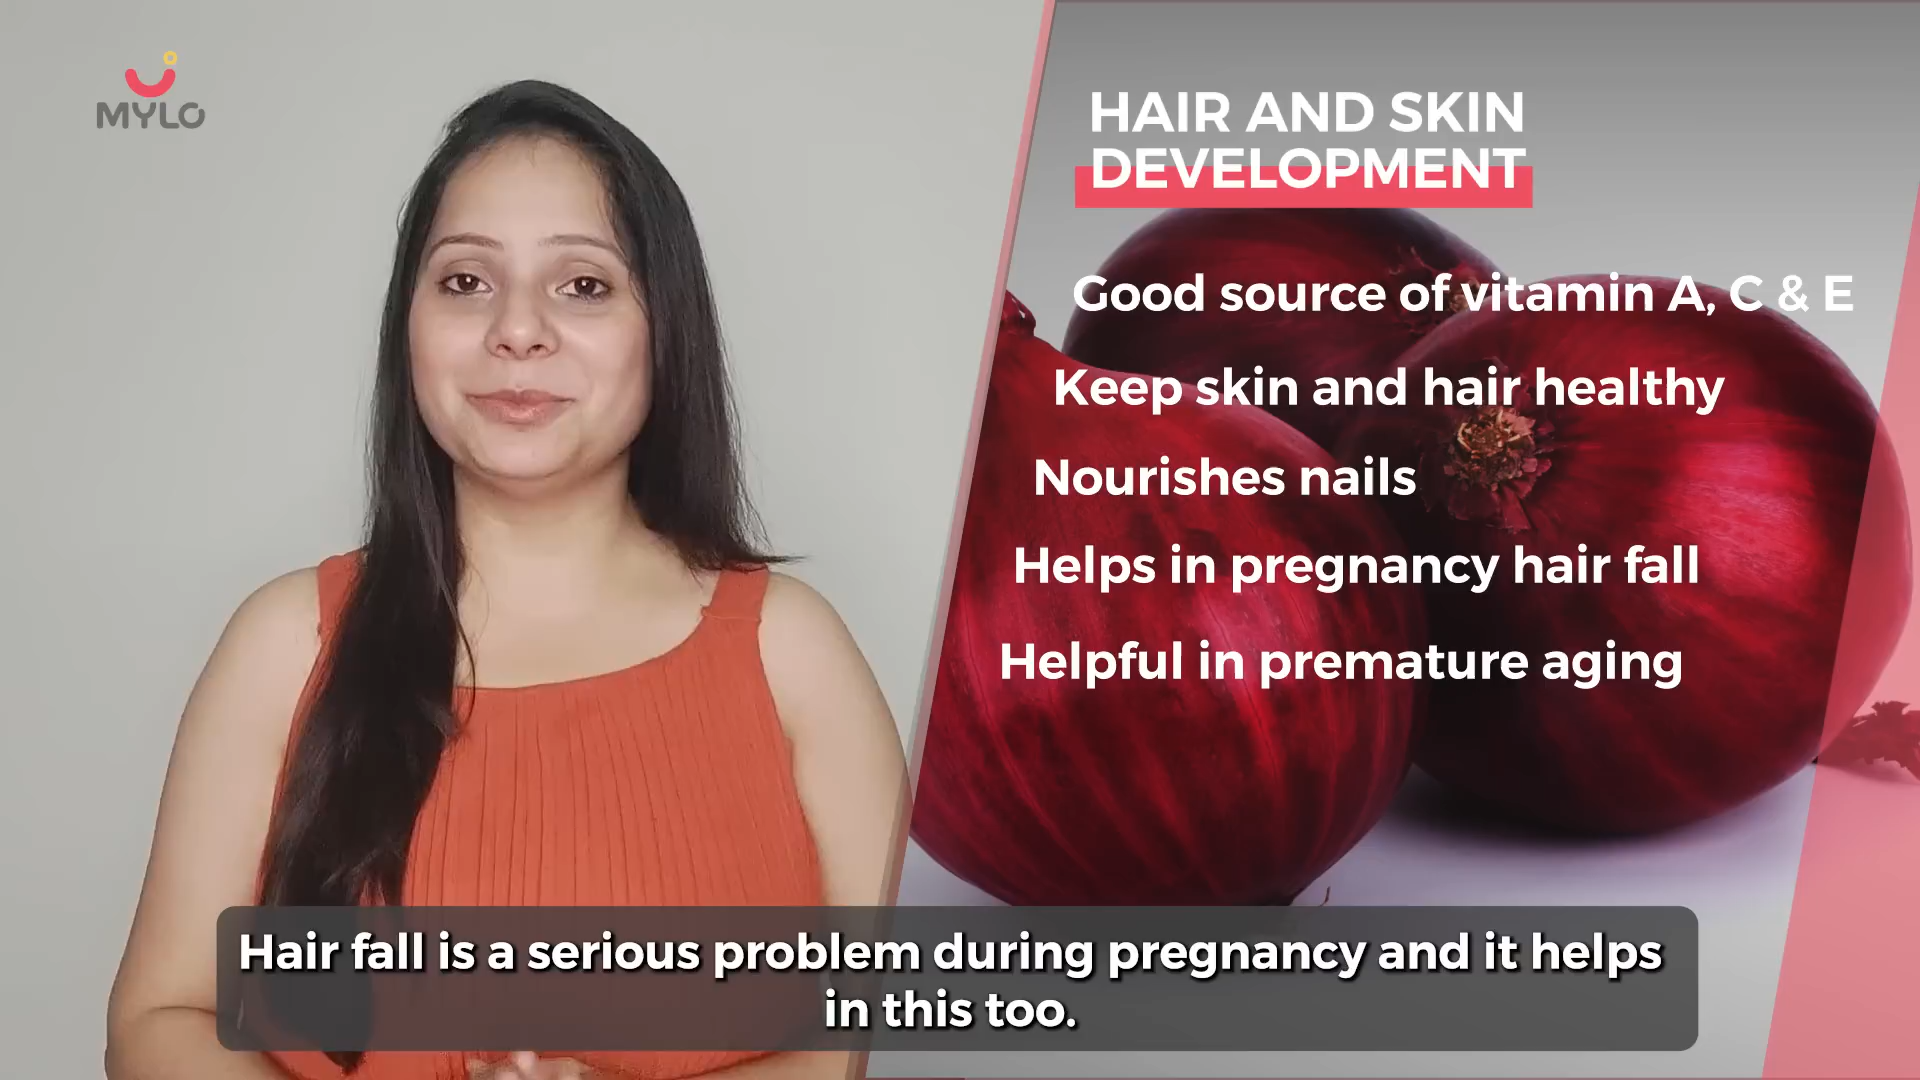 MYLO
HAIR AND SKIN
DEVELOPMENT
Good source of vitamin A, C & E
Keep skin and hair healthy
Nourishes nails
Helps in pregnancy hair fall
Helpful in premature aging
Hair fall is a serious problem during pregnancy and it helps
in this too.